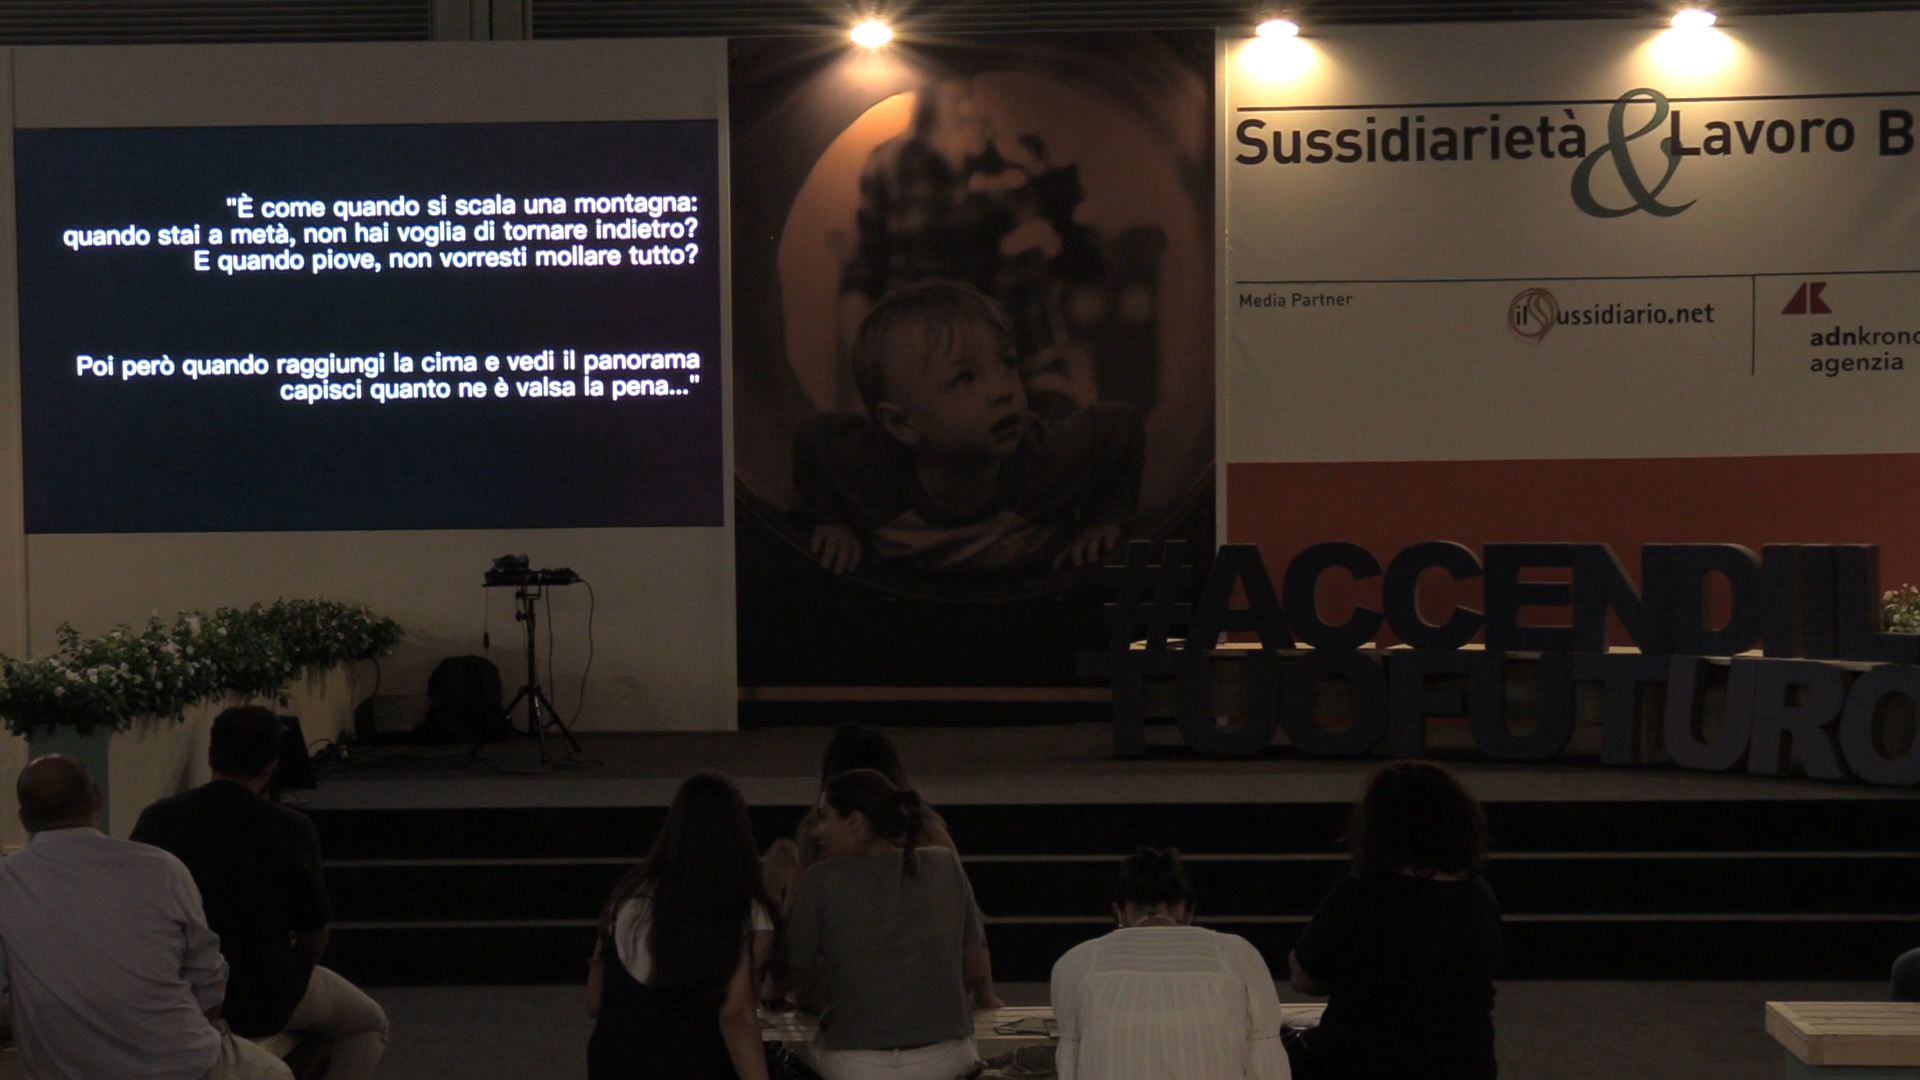 "È come quando si scala una montagna:
quando stai a metà, non hai voglia di tornare indietro?
E quando piove, non vorresti mollare tutto?
Poi però quando raggiungi la cima e vedi il panorama
capisci quanto ne è valsa la pena..."
Sussidiarietà & Lavoro B
Media Partner
ilSussidiario.net
adnkrono
agenzia
#ACCENDIIL
TUOFUTURO